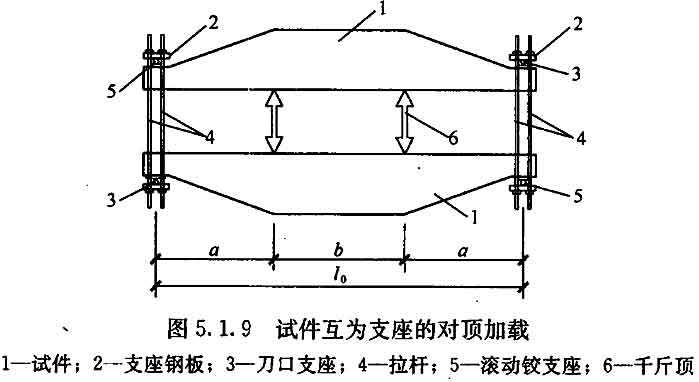 1
2
2
3
5
4
6
4
3
1
5
a
b
a
l₀
图 5.1.9 试件互为支座的对顶加载
1—试件；2—支座钢板；3—刀口支座；4—拉杆；5—滚动铰支座；6—千斤顶